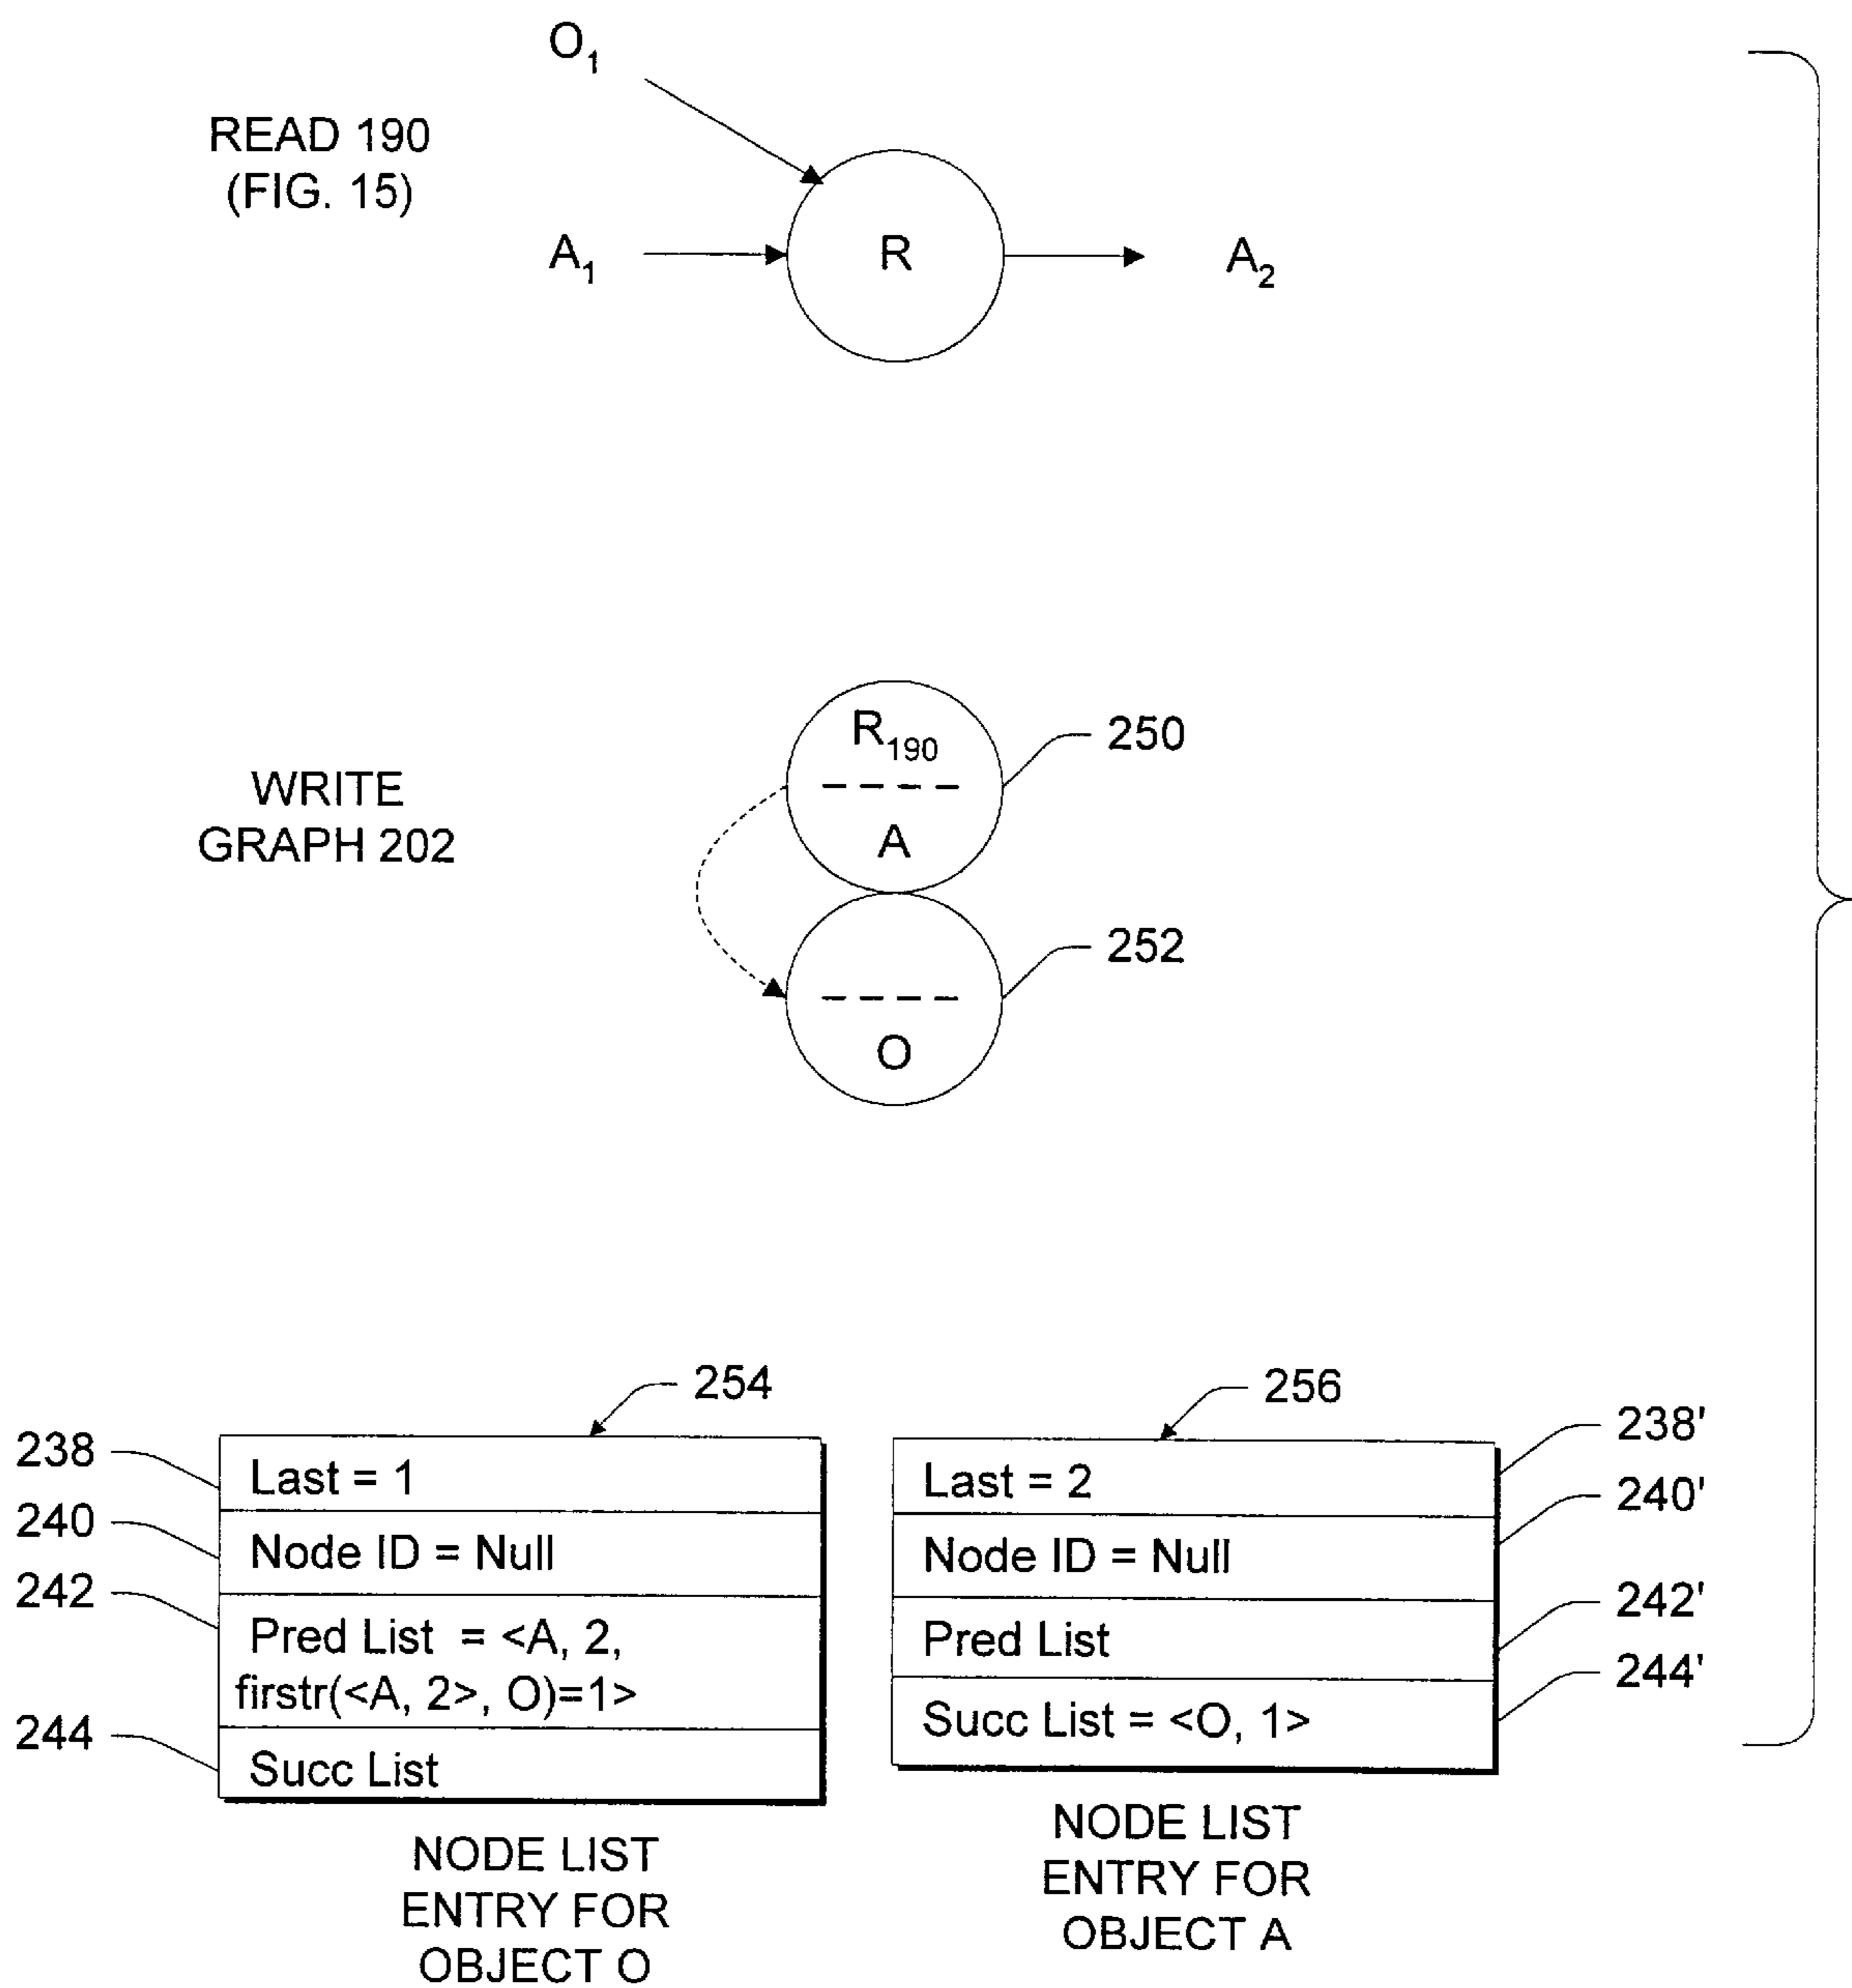 O₁
READ 190
(FIG. 15)
A₁
R
A₂
R₁₉₀
250
A
WRITE
GRAPH 202
252
O
254
256
238
Last = 1
Last = 2
238'
240
Node ID = Null
Node ID = Null
240'
242
Pred List = <A, 2,
firstr(<A, 2>, O)=1>
Pred List
242'
244
Succ List
Succ List = <O, 1>
244'
NODE LIST
ENTRY FOR
OBJECT O
NODE LIST
ENTRY FOR
OBJECT A